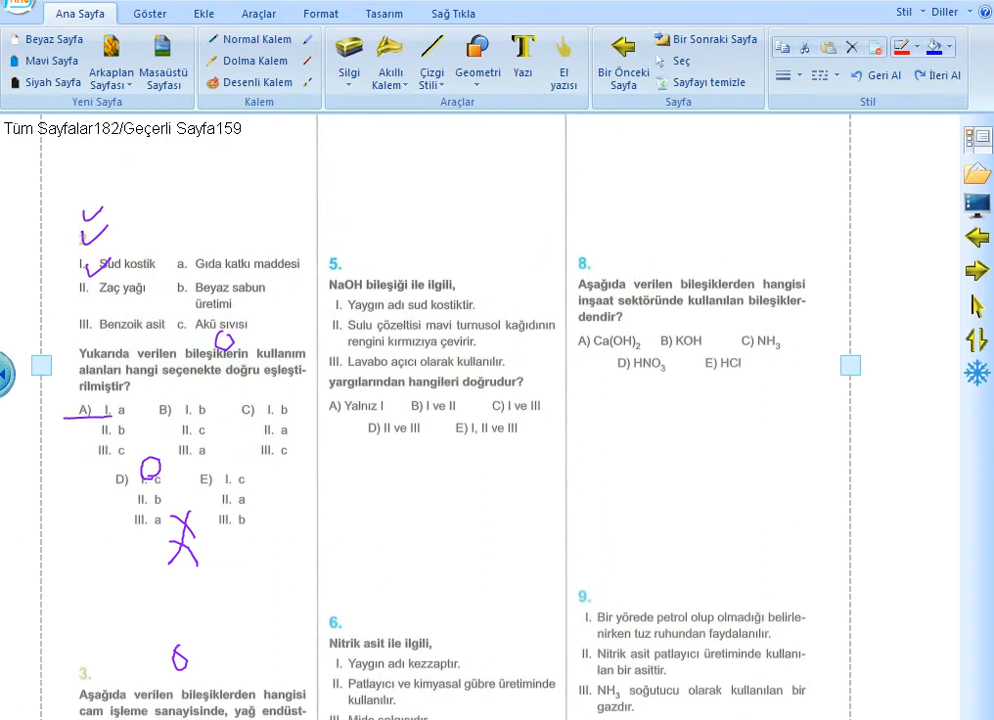 Ana Sayfa Göster Ekle Araçlar Format Tasarım Sağ Tıkla
Stil Diller
Beyaz Sayfa
Mavi Sayfa
Siyah Sayfa
Arkaplan Sayfası
Masaüstü Sayfası
Yeni Sayfa
Normal Kalem
Dolma Kalem
Desenli Kalem
Kalem
Silgi
Akıllı Kalem
Çizgi Stili
Geometri
Yazı
El yazısı
Araçlar
Bir Önceki Sayfa
Bir Sonraki Sayfa
Seç
Sayfayı temizle
Sayfa
Geri Al İleri Al
Stil
Tüm Sayfalar182/Geçerli Sayfa159
I. Sud kostik a. Gıda katkı maddesi
II. Zaç yağı b. Beyaz sabun
üretimi
III. Benzoik asit c. Akü sıvısı
Yukarıda verilen bileşiklerin kullanım
alanları hangi seçenekte doğru eşleşti-
rilmiştir?
A) I. a B) I. b C) I. b
II. b II. c II. a
III. c III. a III. c
D) I. c E) I. c
II. b II. a
III. a III. b
3.
Aşağıda verilen bileşiklerden hangisi
cam işleme sanayisinde, yağ endüst-
5.
NaOH bileşiği ile ilgili,
I. Yaygın adı sud kostiktir.
II. Sulu çözeltisi mavi turnusol kağıdının
rengini kırmızıya çevirir.
III. Lavabo açıcı olarak kullanılır.
yargılarından hangileri doğrudur?
A) Yalnız I B) I ve II C) I ve III
D) II ve III E) I, II ve III
6.
Nitrik asit ile ilgili,
I. Yaygın adı kezzaptır.
II. Patlayıcı ve kimyasal gübre üretiminde
kullanılır.
8.
Aşağıda verilen bileşiklerden hangisi
inşaat sektöründe kullanılan bileşikler-
dendir?
A) Ca(OH)₂ B) KOH C) NH₃
D) HNO₃ E) HCl
9.
I. Bir yörede petrol olup olmadığı belirle-
nirken tuz ruhundan faydalanılır.
II. Nitrik asit patlayıcı üretiminde kullanı-
lan bir asittir.
III. NH₃ soğutucu olarak kullanılan bir
gazdır.